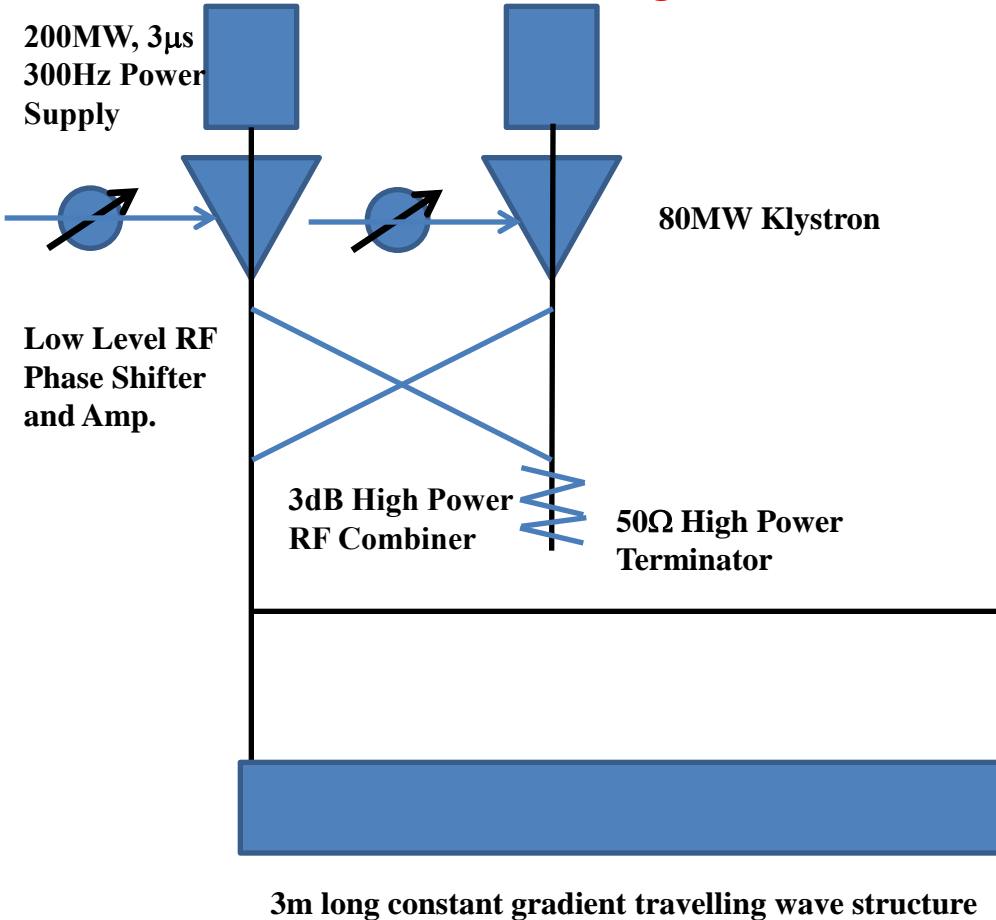 200MW, 3μs
300Hz Power
Supply
80MW Klystron
Low Level RF
Phase Shifter
and Amp.
3dB High Power
RF Combiner
50Ω High Power
Terminator
3m long constant gradient travelling wave structure